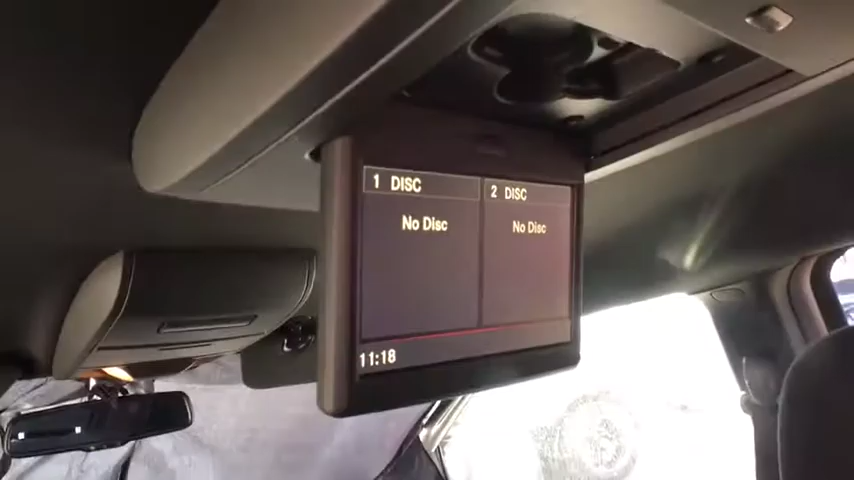 1 DISC
No Disc
2 DISC
No Disc
11:18